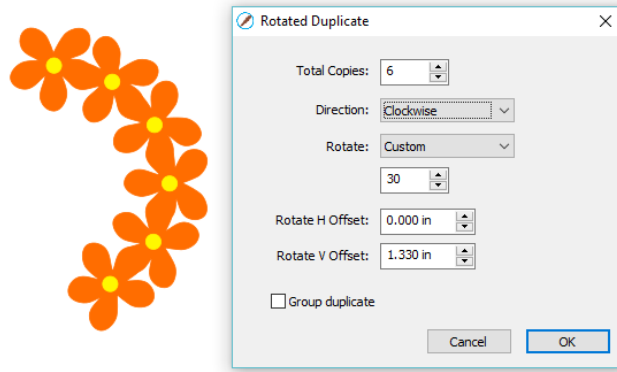 Rotated Duplicate
Total Copies: 6
Direction: Clockwise
Rotate: Custom
30
Rotate H Offset: 0.000 in
Rotate V Offset: 1.330 in
Group duplicate
Cancel OK